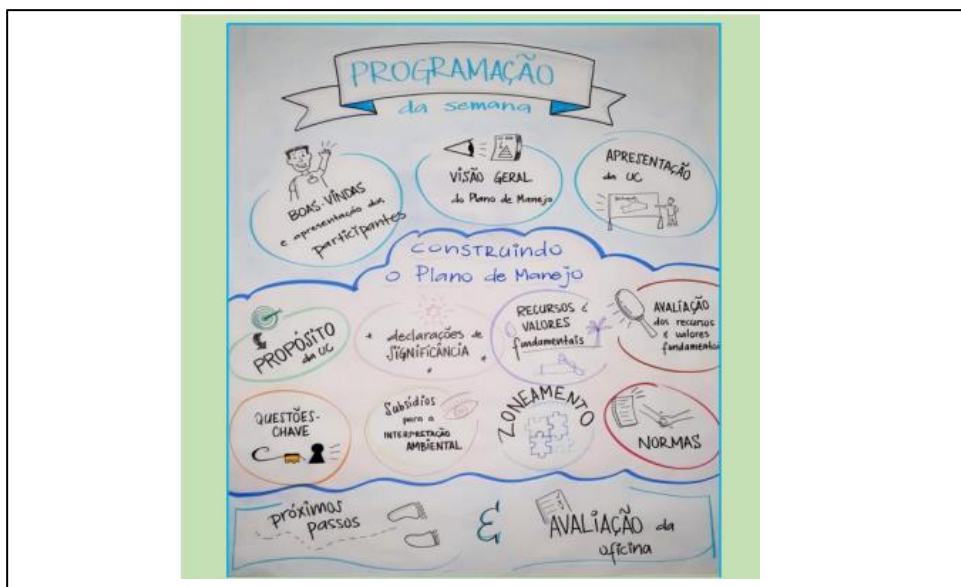 PROGRAMAÇÃO
da semana
BOAS-VINDAS
e apresentação dos
participantes
VISÃO GERAL
do Plano de Manejo
APRESENTAÇÃO
da UC
CONSTRUINDO
o Plano de Manejo
PROPÓSITO
da UC
declarações de
SIGNIFICÂNCIA
RECURSOS e
VALORES
fundamentais
AVALIAÇÃO
dos recursos
e valores
fundamentais
QUESTÕES-
CHAVE
Subsídios
para a
INTERPRETAÇÃO
AMBIENTAL
ZONEAMENTO
NORMAS
próximos
passos
&
AVALIAÇÃO da
oficina